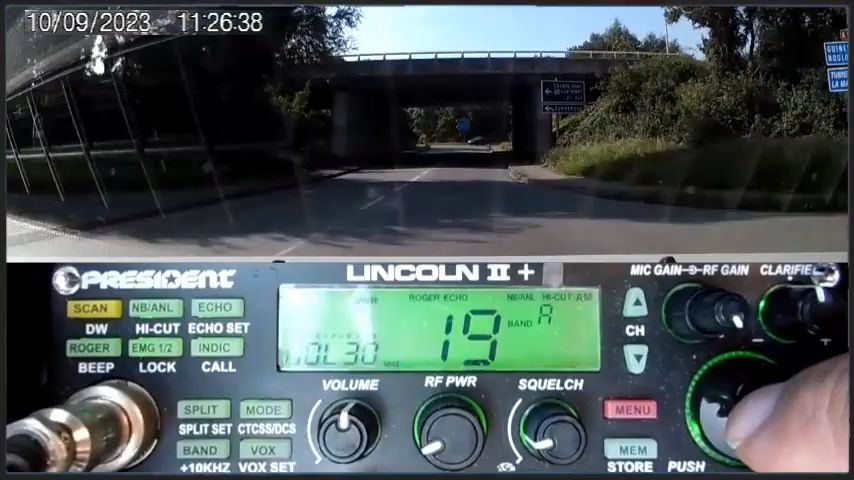 10/09/2023 11:26:38
PRESIDENT
LINCOLN II +
MIC GAIN RF GAIN CLARIFIER
SCAN NB/ANL ECHO
DW HI-CUT ECHO SET
ROGER EMG 1/2 INDIC
BEEP LOCK CALL
PWR ROGER ECHO NB/ANL HI-CUT AM
19 BAND A
VOL 30
CH
VOLUME RF PWR SQUELCH
SPLIT MODE
SPLIT SET CTCSS/DCS
BAND VOX
+10KHZ VOX SET
MENU
MEM
STORE PUSH